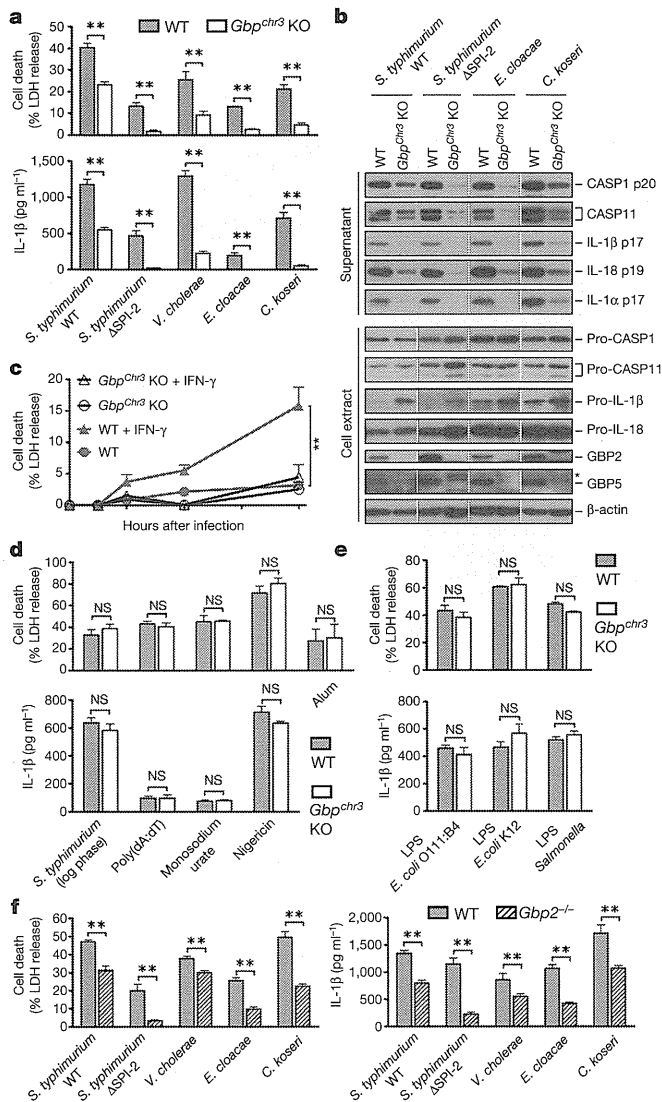 a
WT
Gbp^chr3 KO
Cell death
(% LDH release)
50
40
30
20
10
0
**
**
**
**
**
IL-1β (pg ml⁻¹)
1,500
1,000
500
0
**
**
**
**
**
S. typhimurium
WT
S. typhimurium
ΔSPI-2
V. cholerae
E. cloacae
C. koseri
b
S. typhimurium
WT
S. typhimurium
ΔSPI-2
E. cloacae
C. koseri
WT
Gbp^Chr3 KO
WT
Gbp^Chr3 KO
WT
Gbp^Chr3 KO
WT
Gbp^Chr3 KO
Supernatant
CASP1 p20
CASP11
IL-1β p17
IL-18 p19
IL-1α p17
Cell extract
Pro-CASP1
Pro-CASP11
Pro-IL-1β
Pro-IL-18
GBP2
*
GBP5
β-actin
c
Cell death
(% LDH release)
20
15
10
5
0
Gbp^Chr3 KO + IFN-γ
Gbp^Chr3 KO
WT + IFN-γ
WT
**
Hours after infection
d
Cell death
(% LDH release)
100
80
60
40
20
0
NS
NS
NS
NS
NS
Alum
IL-1β (pg ml⁻¹)
800
600
400
200
0
NS
NS
NS
NS
WT
Gbp^chr3
KO
S. typhimurium
(log phase)
Poly(dA:dT)
Monosodium
urate
Nigericin
e
Cell death
(% LDH release)
80
60
40
20
0
NS
NS
NS
WT
Gbp^chr3
KO
IL-1β (pg ml⁻¹)
800
600
400
200
0
NS
NS
NS
LPS
E. coli O111:B4
LPS
E.coli K12
LPS
Salmonella
f
Cell death
(% LDH release)
60
50
40
30
20
10
0
**
**
**
**
**
S. typhimurium
WT
S. typhimurium
ΔSPI-2
V. cholerae
E. cloacae
C. koseri
WT
Gbp2⁻/⁻
IL-1β (pg ml⁻¹)
2,000
1,500
1,000
500
0
**
**
**
**
**
S. typhimurium
WT
S. typhimurium
ΔSPI-2
V. cholerae
E. cloacae
C. koseri